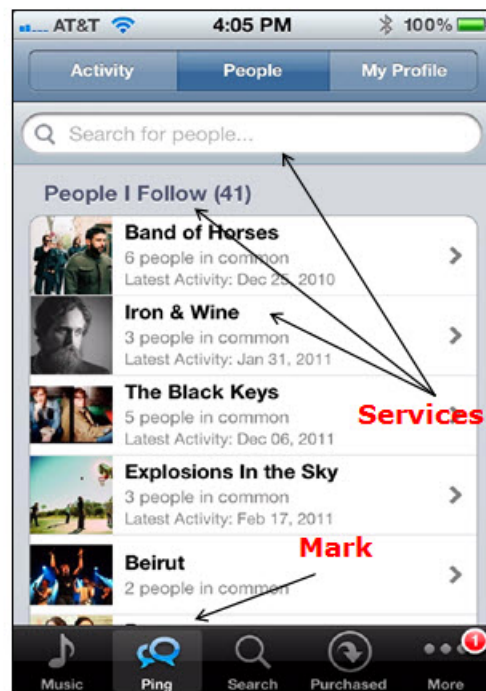 AT&T 4:05 PM 100%
Activity People My Profile
Search for people...
People I Follow (41)
Band of Horses
6 people in common
Latest Activity: Dec 25, 2010
Iron & Wine
3 people in common
Latest Activity: Jan 31, 2011
The Black Keys
5 people in common
Services
Latest Activity: Dec 06, 2011
Explosions In the Sky
3 people in common
Latest Activity: Feb 17, 2011
Mark
Beirut
2 people in common
1
Music Ping Search Purchased More